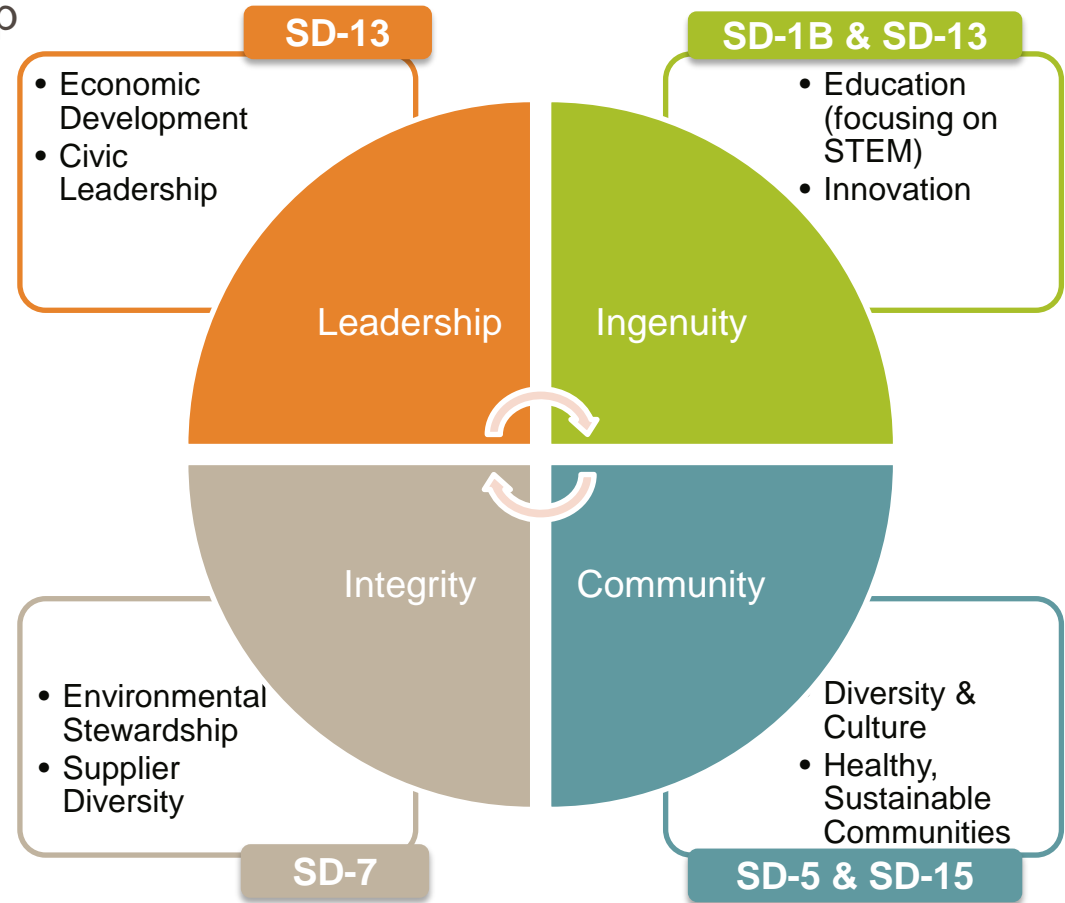 SD-13
• Economic
Development
• Civic
Leadership
SD-1B & SD-13
• Education
(focusing on
STEM)
• Innovation
Leadership
Ingenuity
Integrity
Community
• Environmental
Stewardship
• Supplier
Diversity
SD-7
Diversity &
Culture
• Healthy,
Sustainable
Communities
SD-5 & SD-15